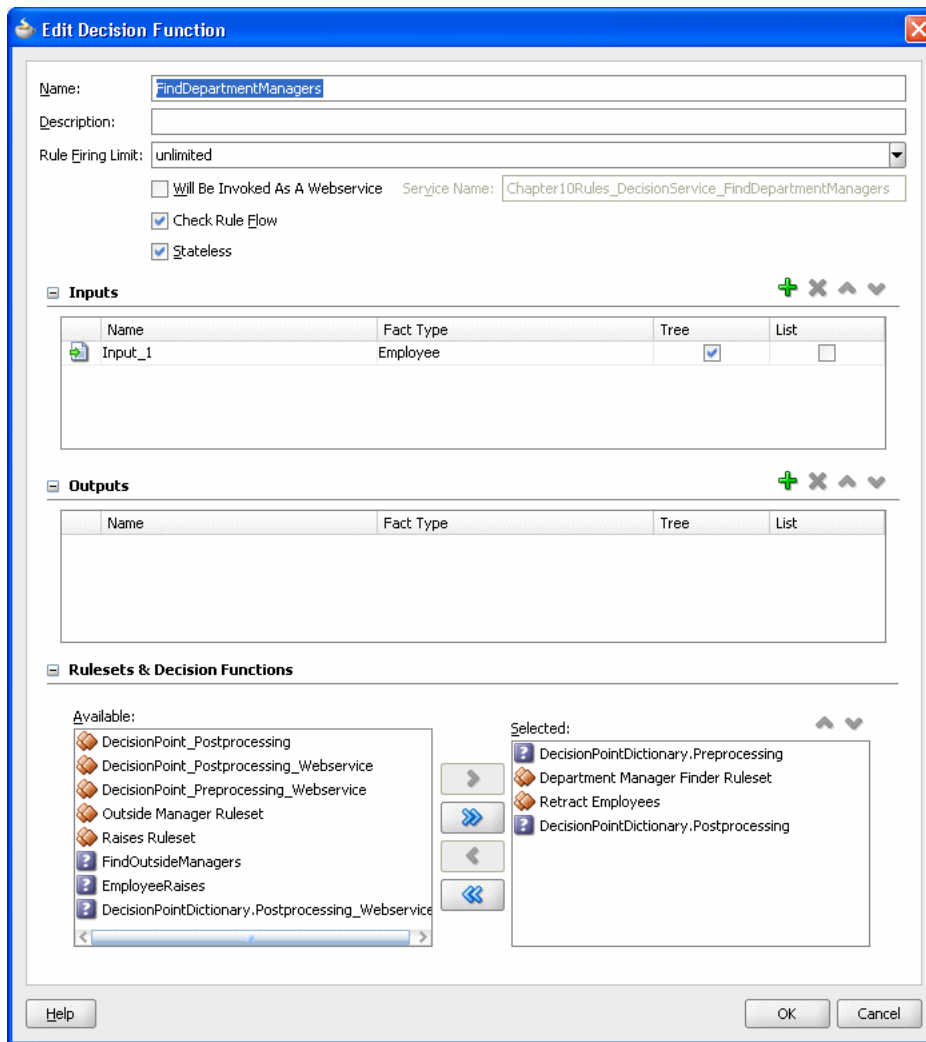 Edit Decision Function
Name: FindDepartmentManagers
Description:
Rule Firing Limit: unlimited
Will Be Invoked As A Webservice Service Name: Chapter10Rules_DecisionService_FindDepartmentManagers
Check Rule Flow
Stateless
Inputs
Name Fact Type Tree List
Input_1 Employee
Outputs
Name Fact Type Tree List
Rulesets & Decision Functions
Available:
DecisionPoint_Postprocessing
DecisionPoint_Postprocessing_Webservice
DecisionPoint_Preprocessing_Webservice
Outside Manager Ruleset
Raises Ruleset
FindOutsideManagers
EmployeeRaises
DecisionPointDictionary.Postprocessing_Webservice
Selected:
DecisionPointDictionary.Preprocessing
Department Manager Finder Ruleset
Retract Employees
DecisionPointDictionary.Postprocessing
Help OK Cancel